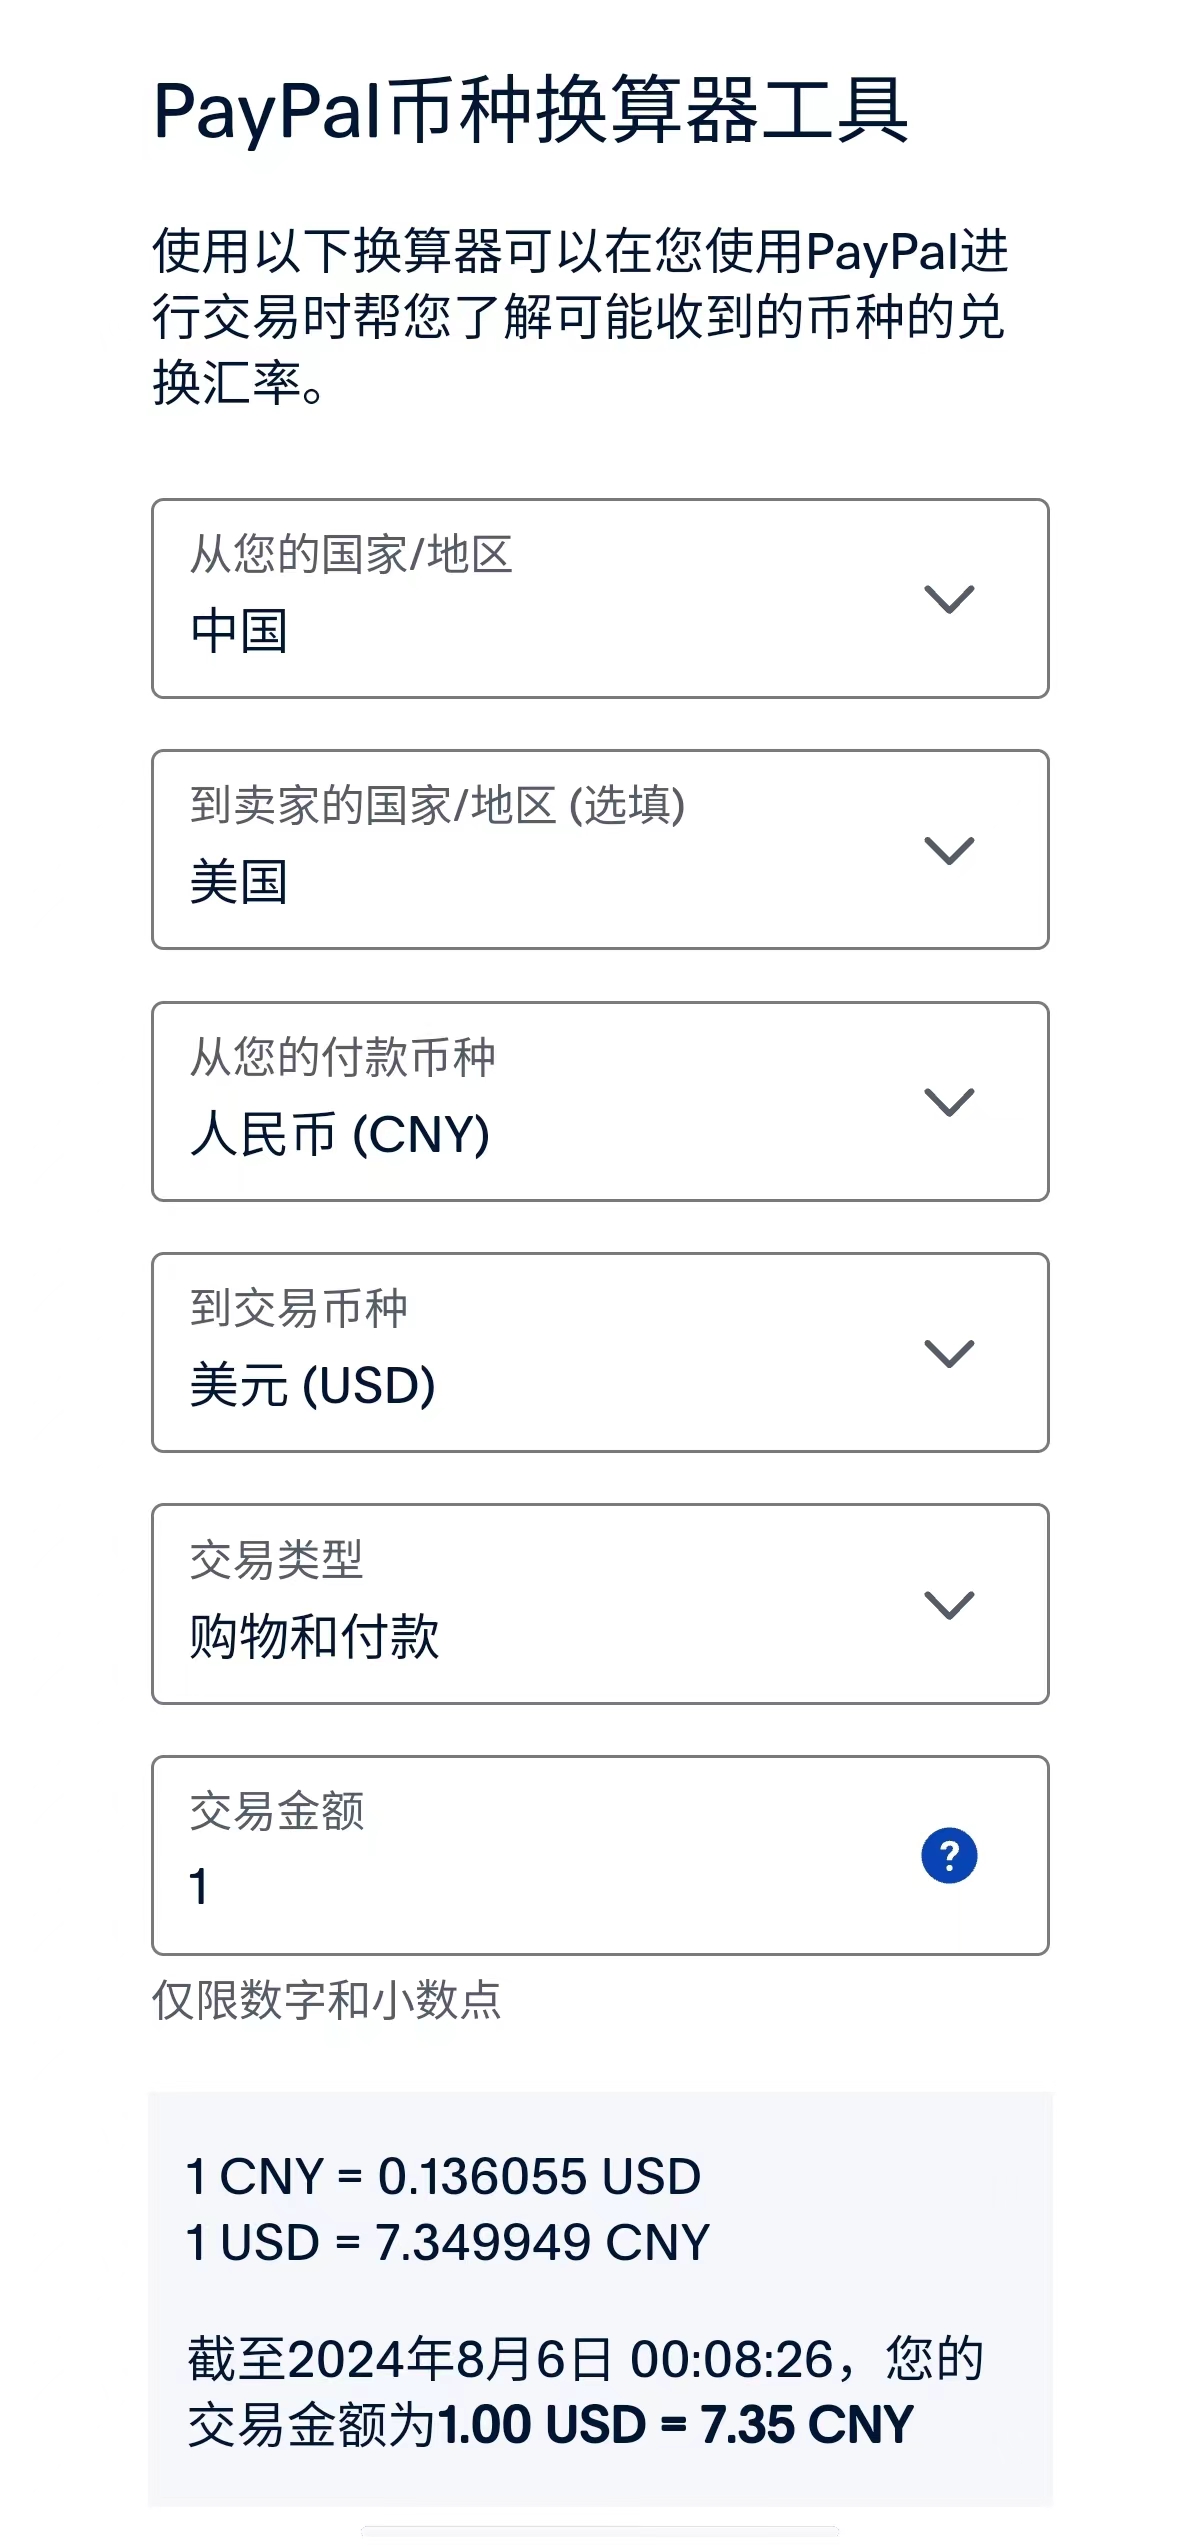 PayPal币种换算器工具
使用以下换算器可以在您使用PayPal进
行交易时帮您了解可能收到的币种的兑
换汇率。
从您的国家/地区
中国
到卖家的国家/地区 (选填)
美国
从您的付款币种
人民币 (CNY)
到交易币种
美元 (USD)
交易类型
购物和付款
交易金额
1
?
仅限数字和小数点
1 CNY = 0.136055 USD
1 USD = 7.349949 CNY
截至2024年8月6日 00:08:26，您的
交易金额为1.00 USD = 7.35 CNY